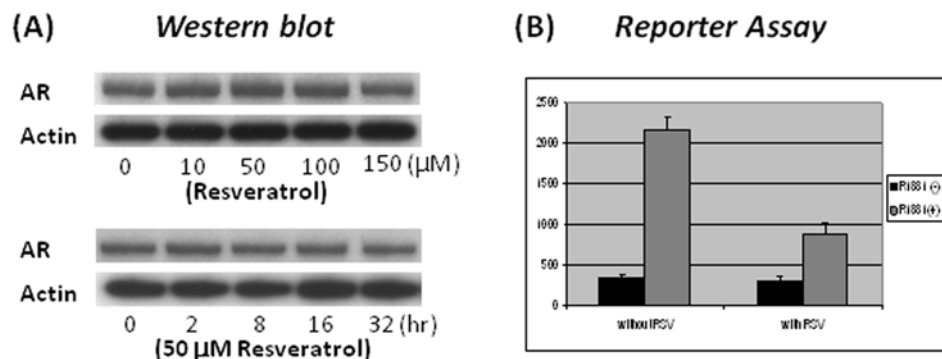 (A) Western blot
AR
Actin
0 10 50 100 150 (µM)
(Resveratrol)
AR
Actin
0 2 8 16 32 (hr)
(50 µM Resveratrol)
(B) Reporter Assay
2500
2000
1500
1000
500
0
without RSV with RSV
R1881 (-)
R1881 (+)